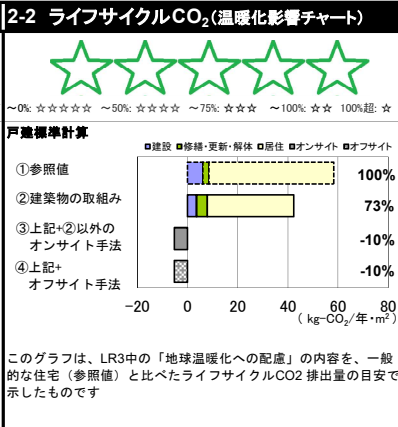 2-2 ライフサイクルCO₂(温暖化影響チャート)
～0%: ☆☆☆☆☆ ～50%: ☆☆☆☆ ～75%: ☆☆☆ ～100%: ☆☆ 100%超: ☆
戸建標準計算
■建設 ■修繕・更新・解体 ■居住 ■オンサイト ■オフサイト
①参照値 100%
②建築物の取組み 73%
③上記+②以外の
オンサイト手法 -10%
④上記+
オフサイト手法 -10%
-20 0 20 40 60 80
( kg-CO₂/年・m² )
このグラフは、LR3中の「地球温暖化への配慮」の内容を、一般
的な住宅（参照値）と比べたライフサイクルCO2 排出量の目安で
示したものです